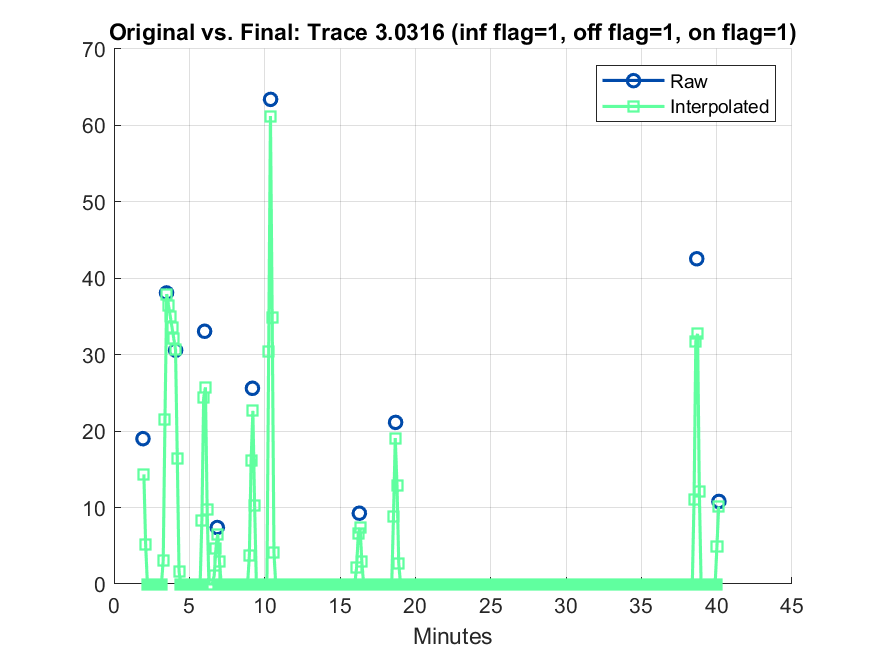 Original vs. Final: Trace 3.0316 (inf flag=1, off flag=1, on flag=1)
70
60
50
40
30
20
10
0
Raw
Interpolated
0 5 10 15 20 25 30 35 40 45
Minutes